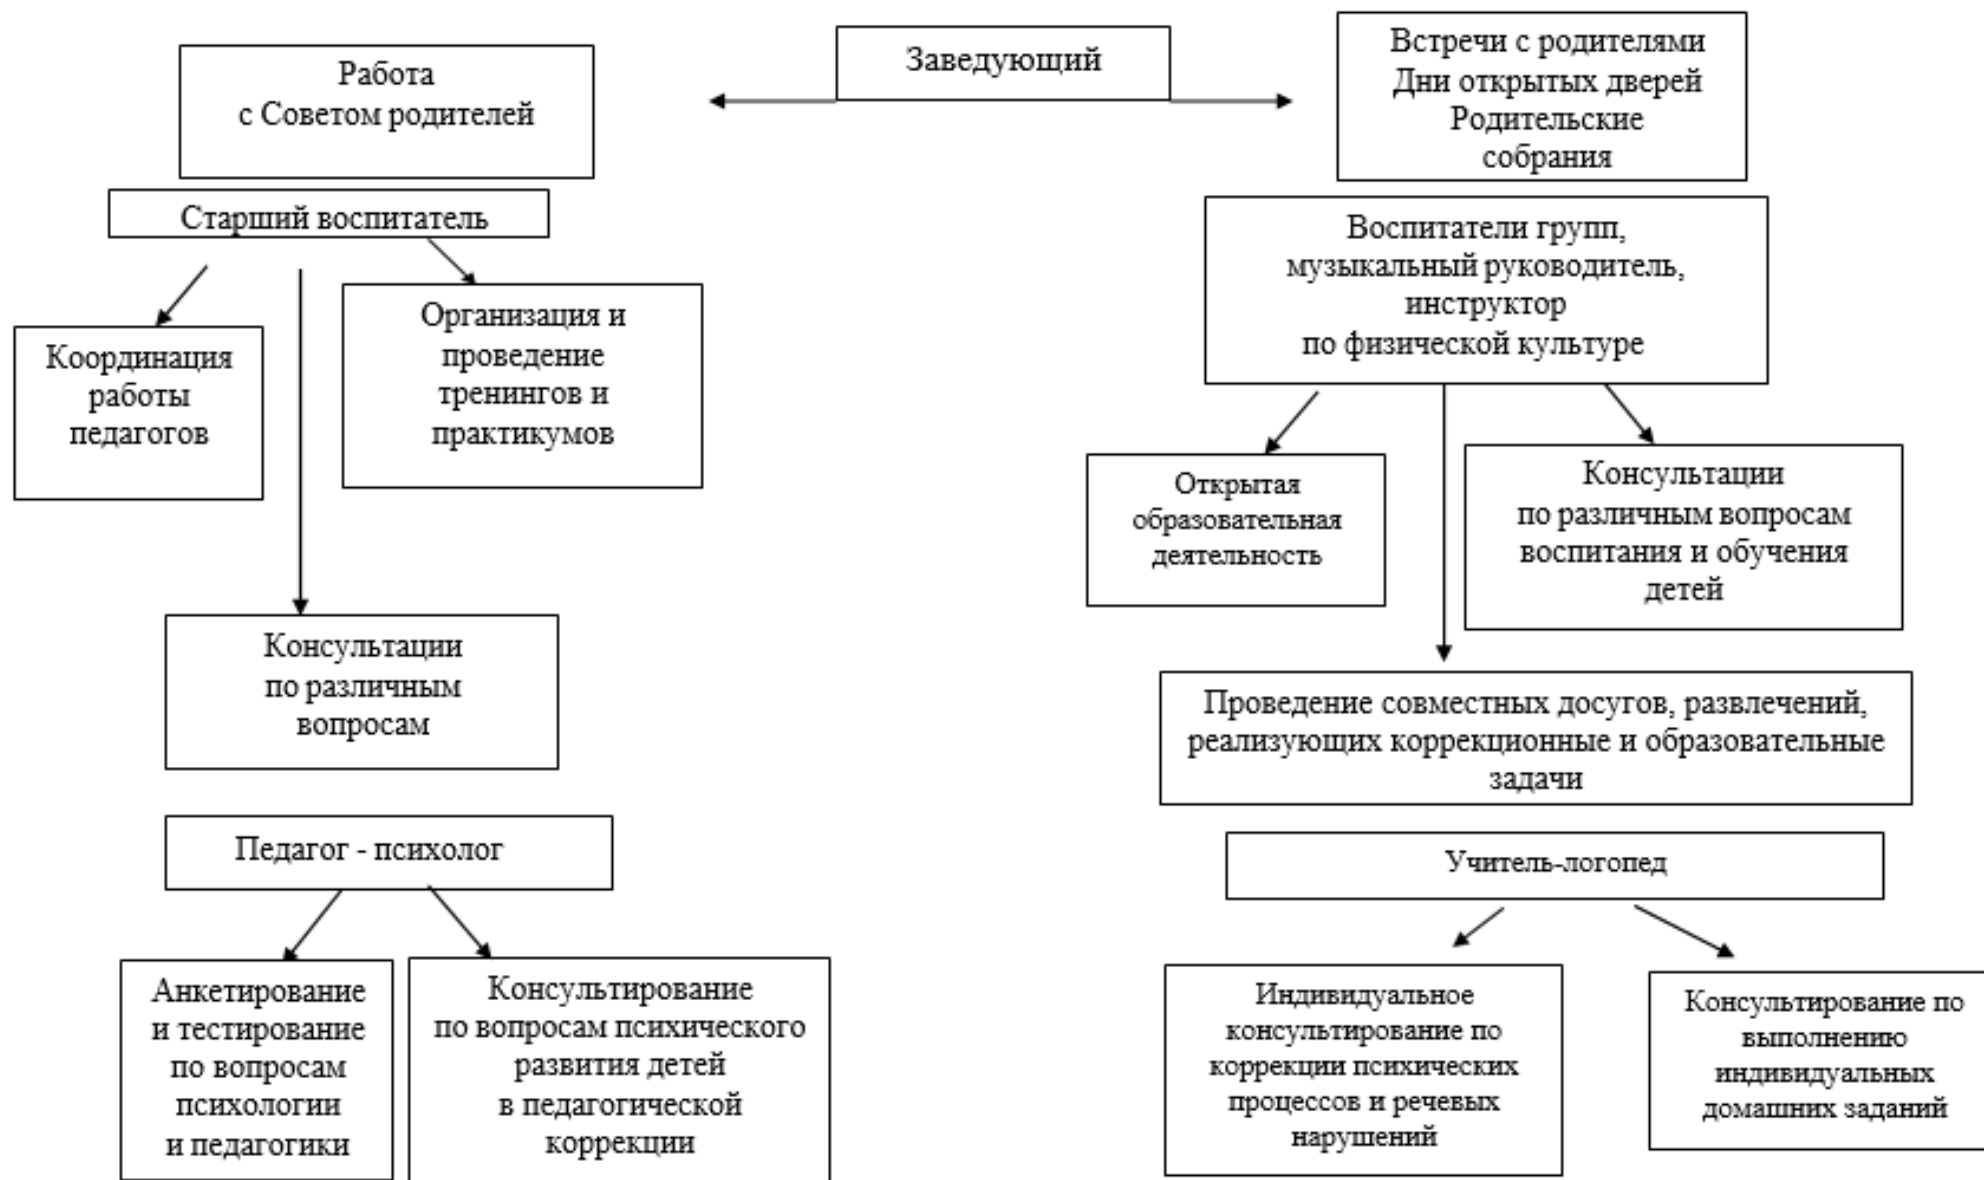 Заведующий
Работа
с Советом родителей
Встречи с родителями
Дни открытых дверей
Родительские
собрания
Старший воспитатель
Координация
работы
педагогов
Организация и
проведение
тренингов и
практикумов
Консультации
по различным
вопросам
Воспитатели групп,
музыкальный руководитель,
инструктор
по физической культуре
Открытая
образовательная
деятельность
Консультации
по различным вопросам
воспитания и обучения
детей
Проведение совместных досугов, развлечений,
реализующих коррекционные и образовательные
задачи
Педагог - психолог
Анкетирование
и тестирование
по вопросам
психологии
и педагогики
Консультирование
по вопросам психического
развития детей
в педагогической
коррекции
Учитель-логопед
Индивидуальное
консультирование по
коррекции психических
процессов и речевых
нарушений
Консультирование по
выполнению
индивидуальных
домашних заданий